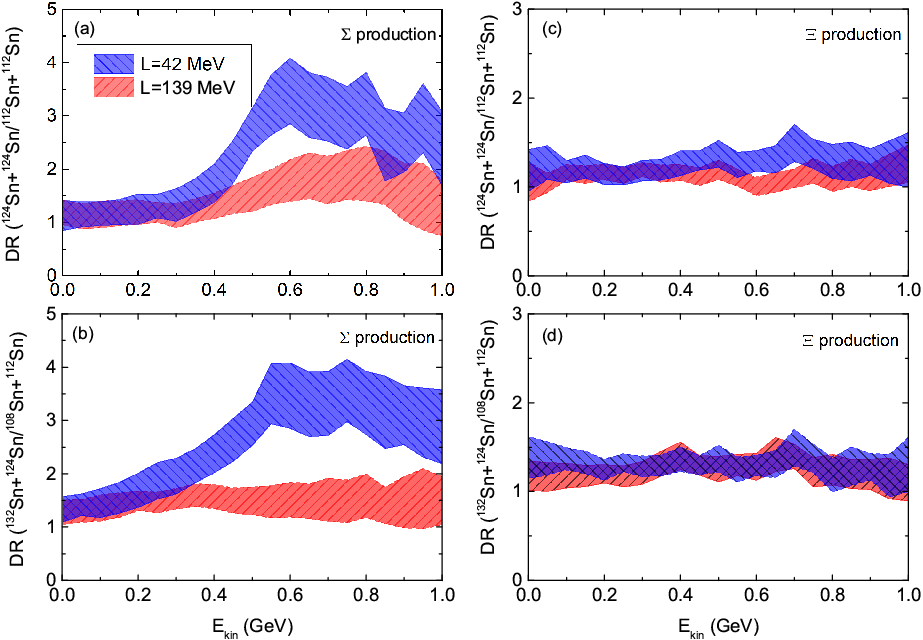 (a)
Σ production
L=42 MeV
L=139 MeV
DR (¹²⁴Sn+¹²⁴Sn/¹¹²Sn+¹¹²Sn)
5
4
3
2
1
0
0.0 0.2 0.4 0.6 0.8 1.0
(c)
Ξ production
DR (¹²⁴Sn+¹²⁴Sn/¹¹²Sn+¹¹²Sn)
3
2
1
0
0.0 0.2 0.4 0.6 0.8 1.0
(b)
Σ production
DR (¹³²Sn+¹²⁴Sn/¹⁰⁸Sn+¹¹²Sn)
5
4
3
2
1
0
0.0 0.2 0.4 0.6 0.8 1.0
E_kin (GeV)
(d)
Ξ production
DR (¹³²Sn+¹²⁴Sn/¹⁰⁸Sn+¹¹²Sn)
3
2
1
0
0.0 0.2 0.4 0.6 0.8 1.0
E_kin (GeV)